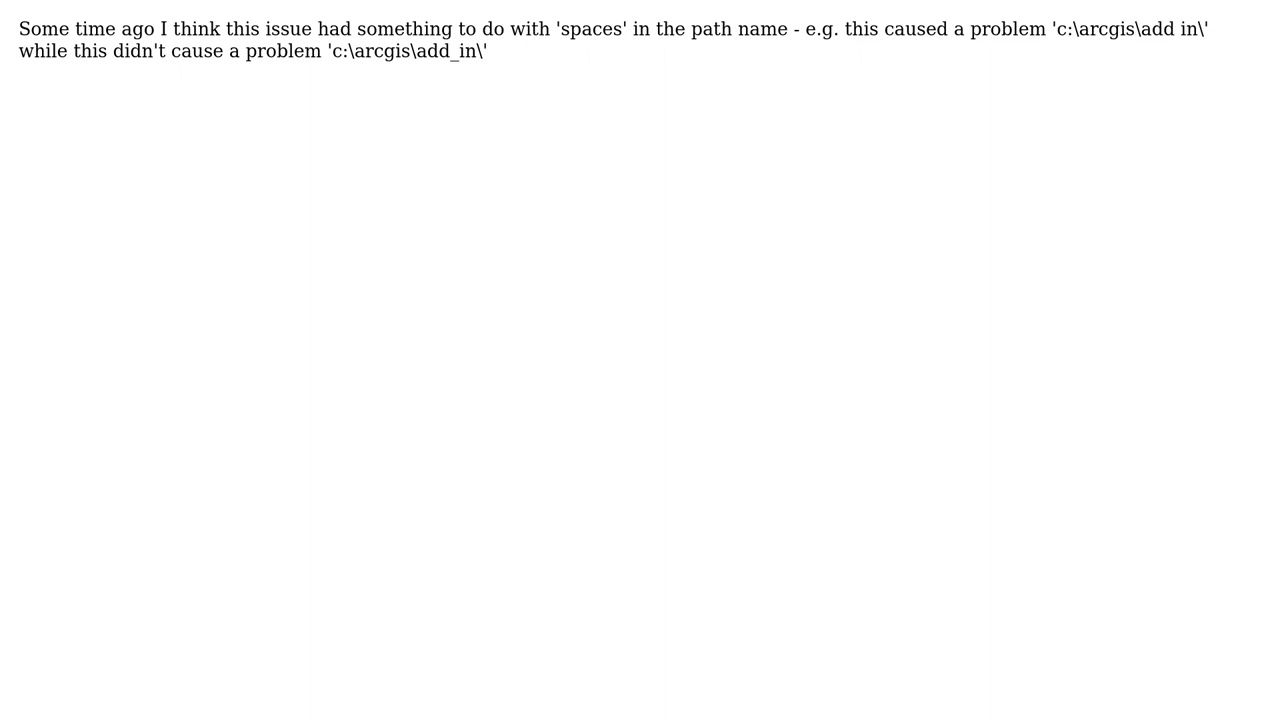 Some time ago I think this issue had something to do with 'spaces' in the path name - e.g. this caused a problem 'c:\arcgis\add in\'
while this didn't cause a problem 'c:\arcgis\add_in\'